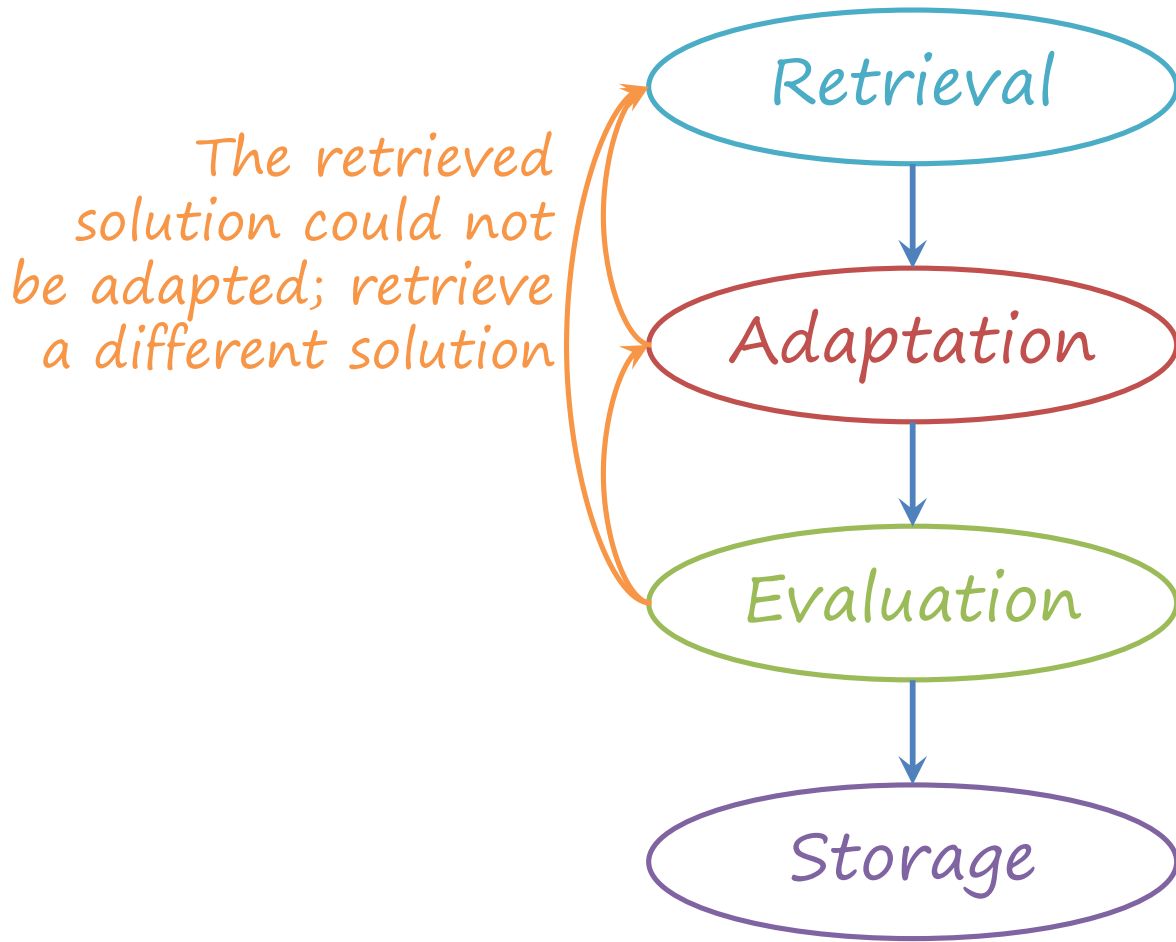 Retrieval
The retrieved
solution could not
be adapted; retrieve
a different solution
Adaptation
Evaluation
Storage